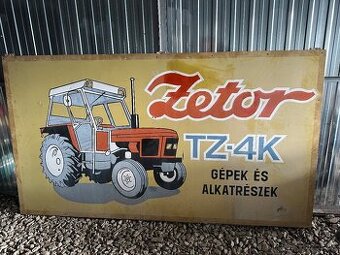 Zetor
TZ-4K
GÉPEK ÉS
ALKATRÉSZEK